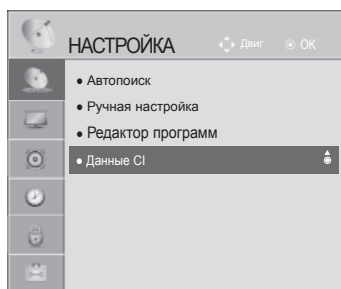 НАСТРОЙКА Двиг OK
• Автопоиск
• Ручная настройка
• Редактор программ
• Данные CI